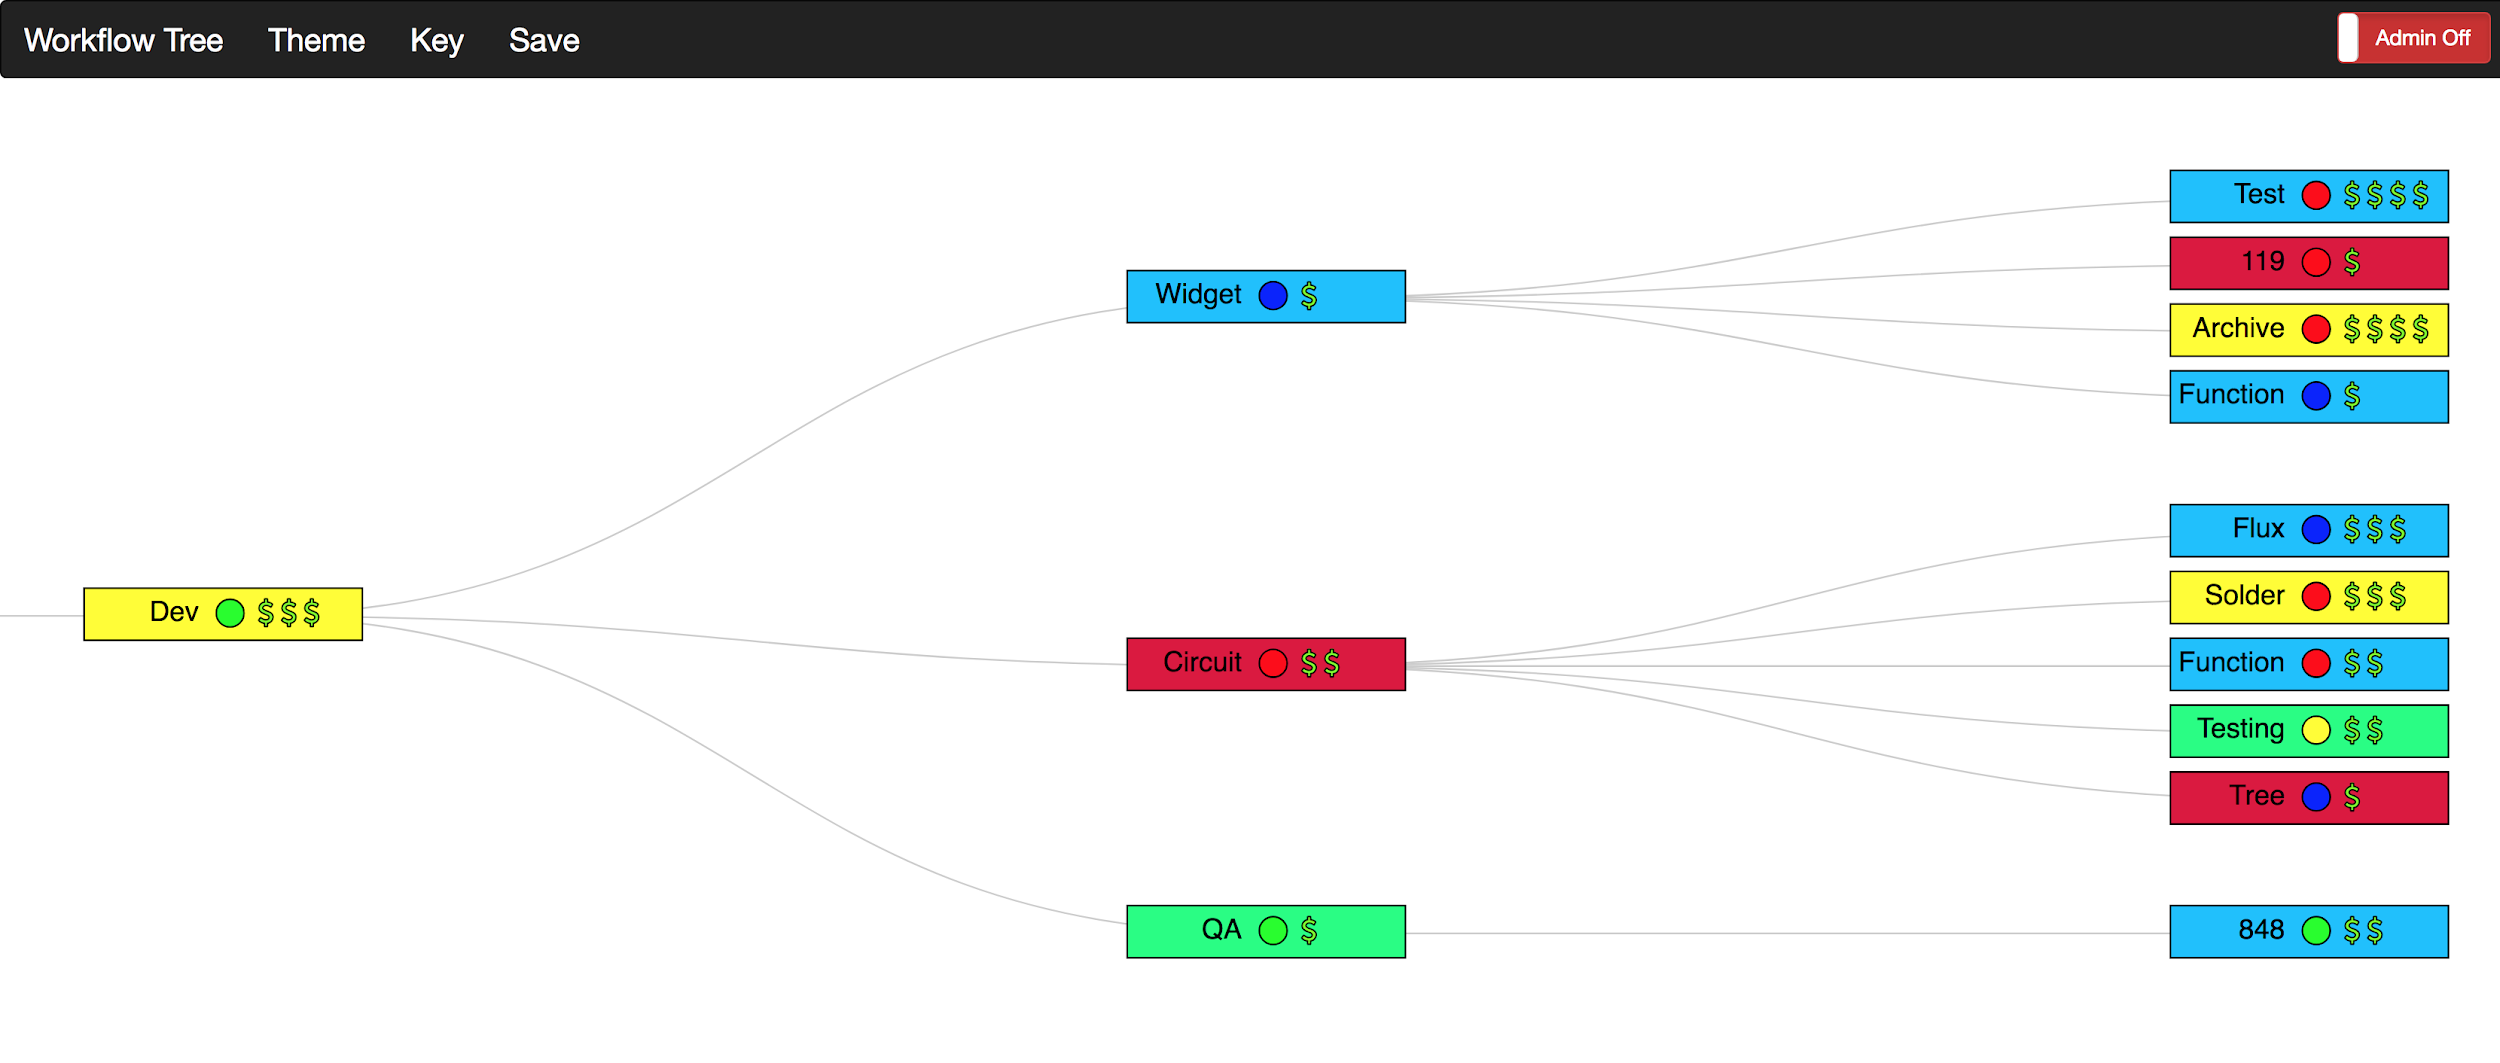 Workflow Tree Theme Key Save Admin Off
Test $ $ $ $
119 $
Widget $
Archive $ $ $ $
Function $
Flux $ $ $
Solder $ $ $
Dev $ $ $
Circuit $ $
Function $ $
Testing $ $
Tree $
QA $
848 $ $